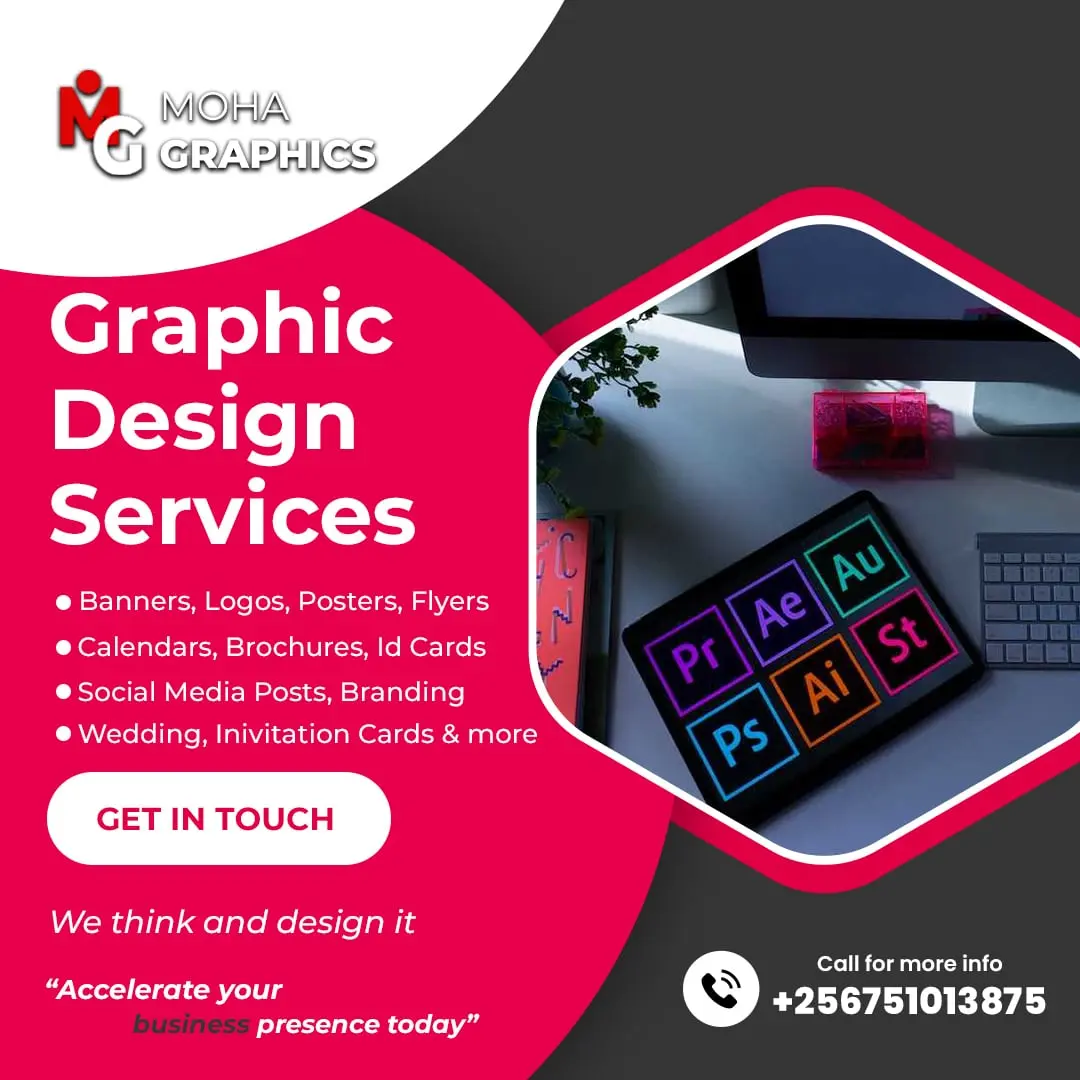 MG MOHA
GRAPHICS
Graphic
Design
Services
Banners, Logos, Posters, Flyers
Calendars, Brochures, Id Cards
Social Media Posts, Branding
Wedding, Inivitation Cards & more
GET IN TOUCH
We think and design it
“Accelerate your
business presence today”
Au
Ae
St
Pr
Ai
Ps
Call for more info
+256751013875